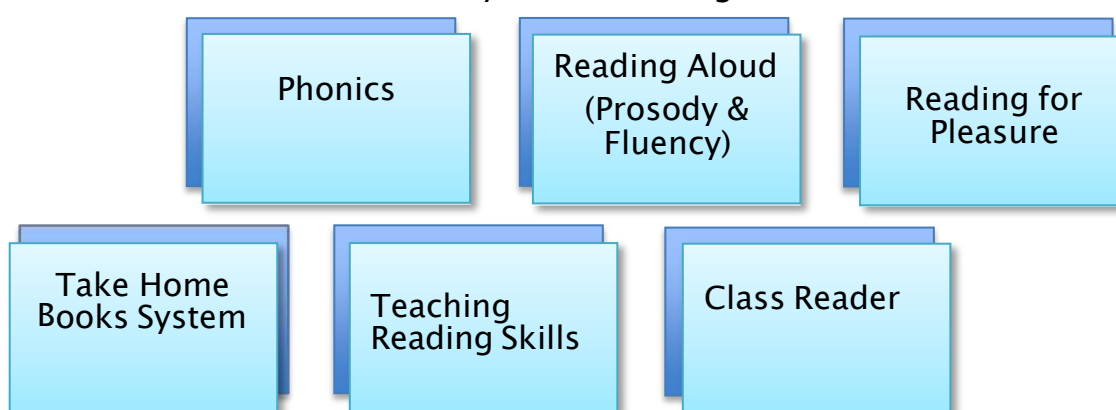 Phonics
Reading Aloud
(Prosody &
Fluency)
Reading for
Pleasure
Take Home
Books System
Teaching
Reading Skills
Class Reader